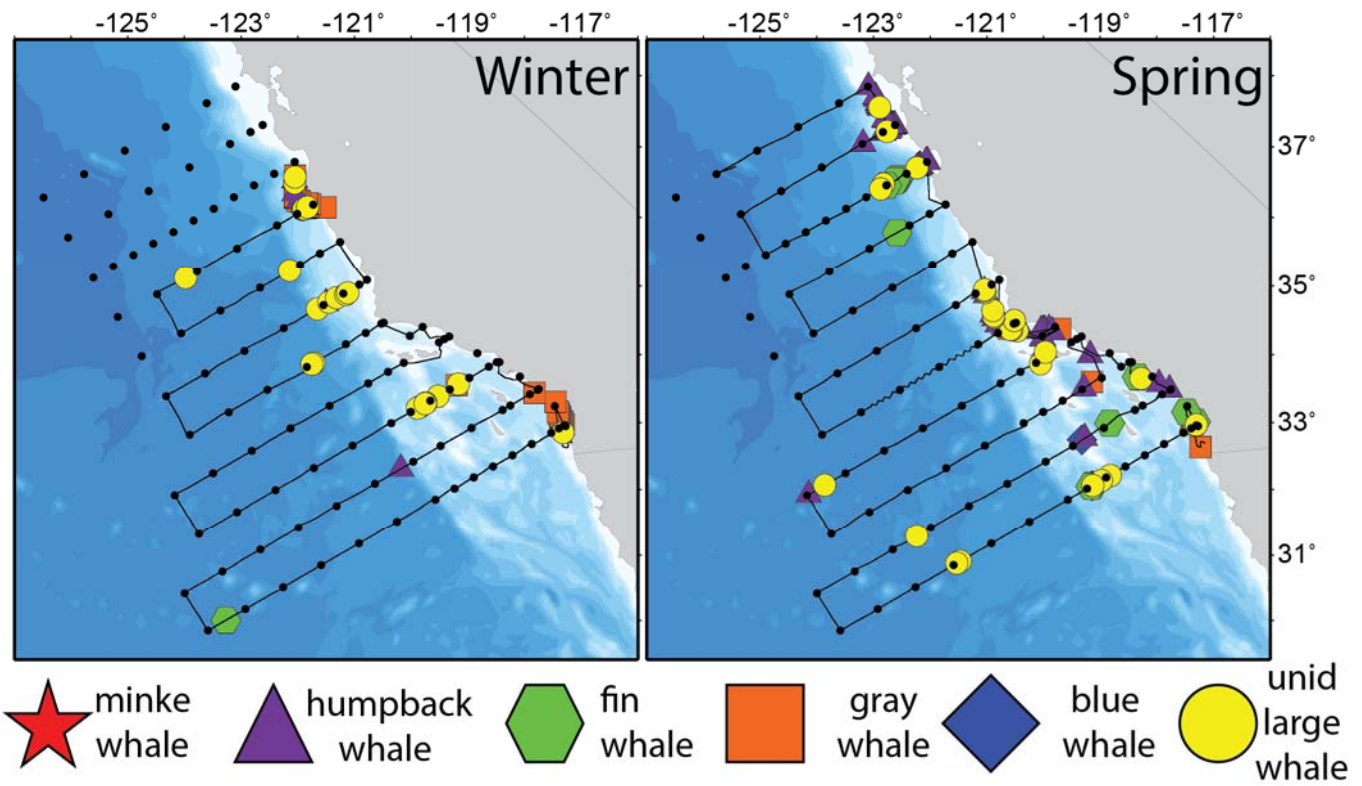 -125° -123° -121° -119° -117° -125° -123° -121° -119° -117°
Winter Spring
37°
35°
33°
31°
minke whale
humpback whale
fin whale
gray whale
blue whale
unid large whale